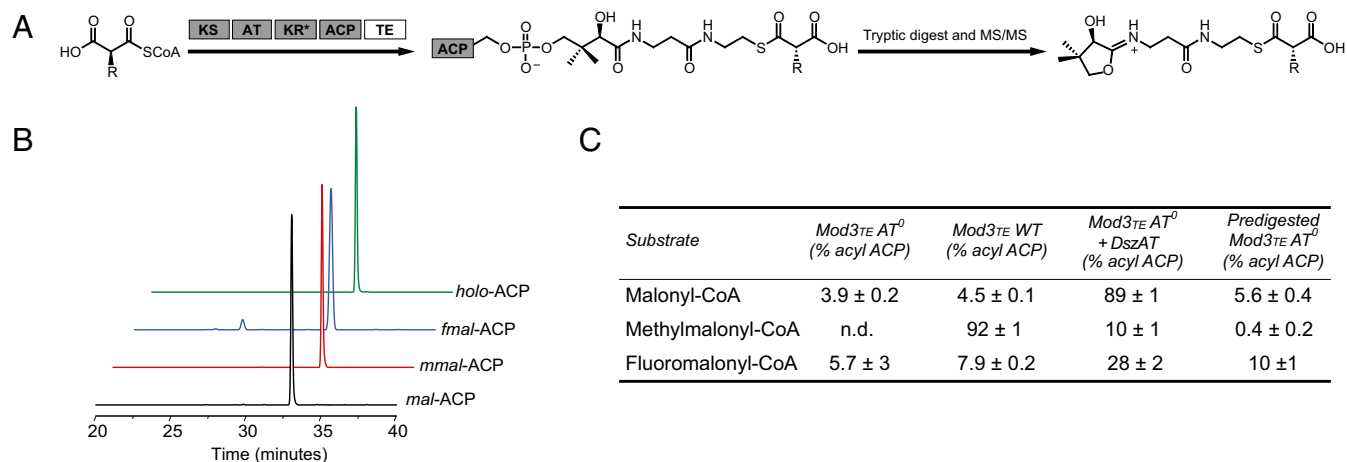 A
KS AT KR* ACP TE
Tryptic digest and MS/MS
O O
HO SCoA
R
ACP O P O O⁻ O OH O N H O N H S O O OH R
OH O N H + O N H S O O OH R
B
holo-ACP
fmal-ACP
mmal-ACP
mal-ACP
20 25 30 35 40
Time (minutes)
C
Substrate Mod3TE AT⁰ (% acyl ACP) Mod3TE WT (% acyl ACP) Mod3TE AT⁰ + DszAT (% acyl ACP) Predigested Mod3TE AT⁰ (% acyl ACP)
Malonyl-CoA 3.9 ± 0.2 4.5 ± 0.1 89 ± 1 5.6 ± 0.4
Methylmalonyl-CoA n.d. 92 ± 1 10 ± 1 0.4 ± 0.2
Fluoromalonyl-CoA 5.7 ± 3 7.9 ± 0.2 28 ± 2 10 ±1